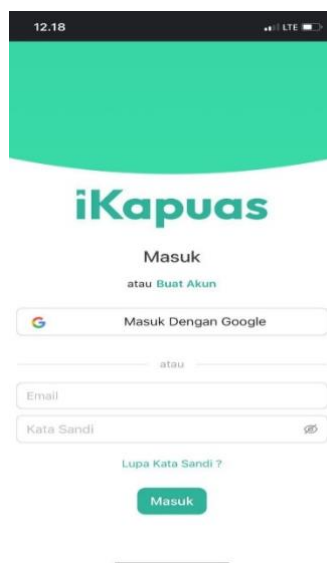 12.18
LTE
iKapuas
Masuk
atau Buat Akun
Masuk Dengan Google
atau
Email
Kata Sandi
Lupa Kata Sandi ?
Masuk